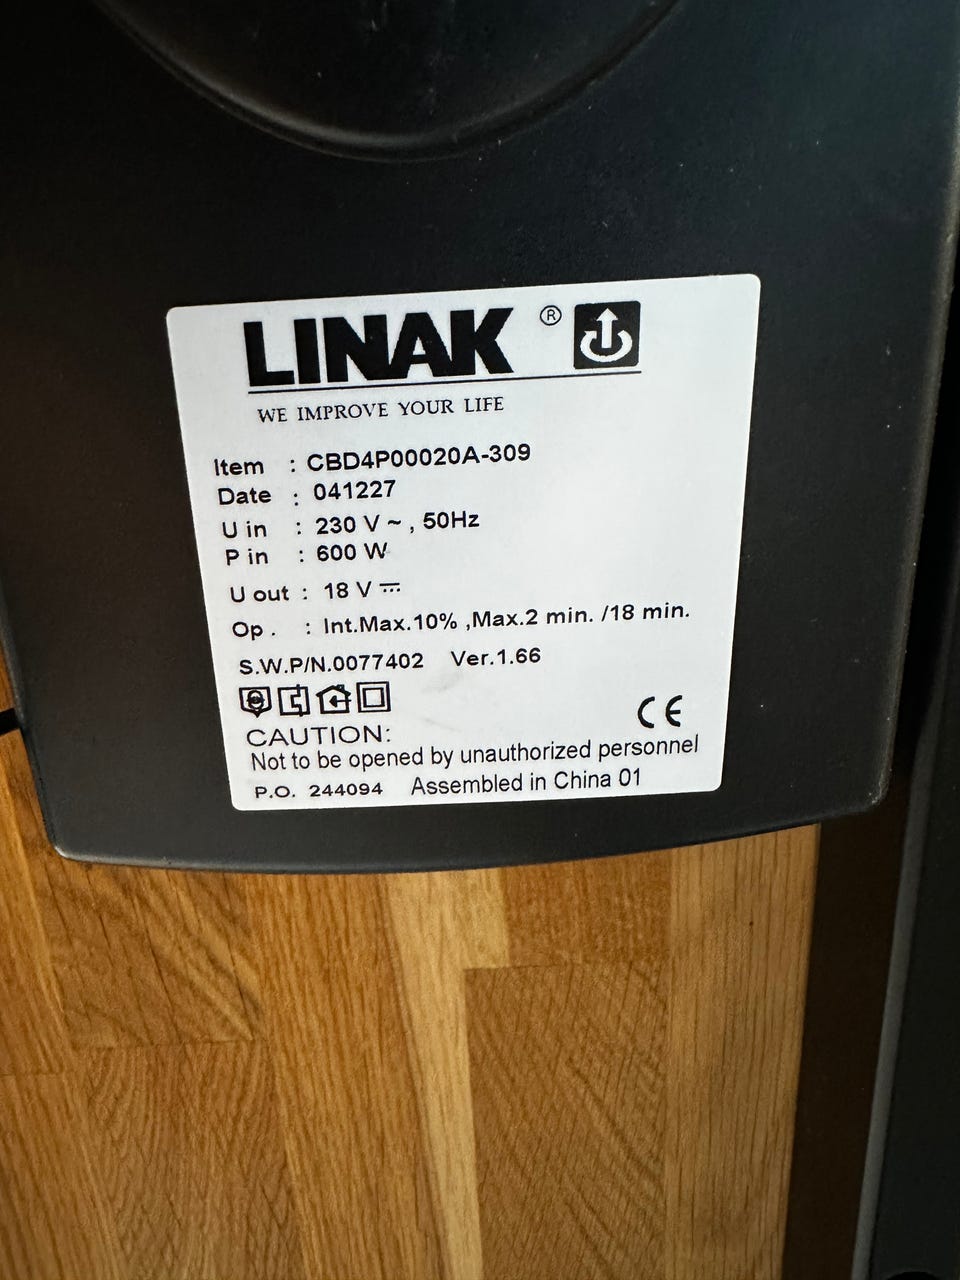 LINAK ®
WE IMPROVE YOUR LIFE
Item : CBD4P00020A-309
Date : 041227
U in : 230 V ~ , 50Hz
P in : 600 W
U out : 18 V ⎓
Op . : Int.Max.10% ,Max.2 min. /18 min.
S.W.P/N.0077402 Ver.1.66
CE
CAUTION:
Not to be opened by unauthorized personnel
P.O. 244094 Assembled in China 01